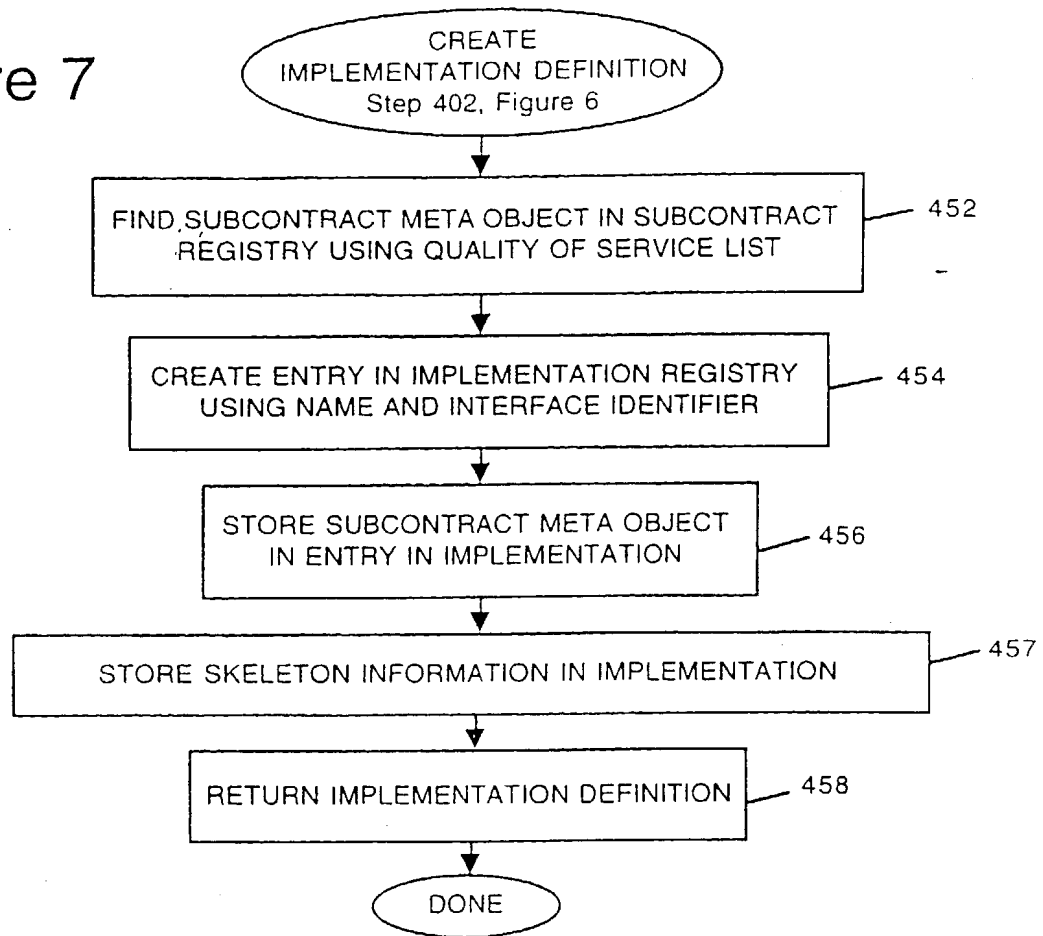 re 7
CREATE
IMPLEMENTATION DEFINITION
Step 402, Figure 6
FIND SUBCONTRACT META OBJECT IN SUBCONTRACT
REGISTRY USING QUALITY OF SERVICE LIST
452
CREATE ENTRY IN IMPLEMENTATION REGISTRY
USING NAME AND INTERFACE IDENTIFIER
454
STORE SUBCONTRACT META OBJECT
IN ENTRY IN IMPLEMENTATION
456
STORE SKELETON INFORMATION IN IMPLEMENTATION
457
RETURN IMPLEMENTATION DEFINITION
458
DONE